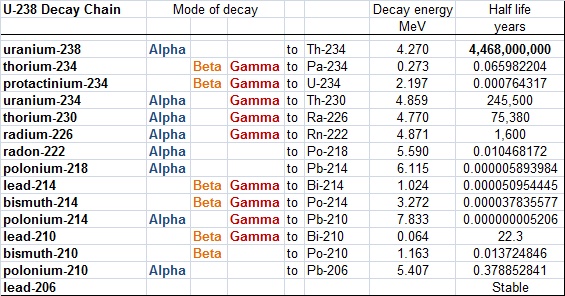 U-238 Decay Chain Mode of decay Decay energy Half life
MeV years
uranium-238 Alpha to Th-234 4.270 4,468,000,000
thorium-234 Beta Gamma to Pa-234 0.273 0.065982204
protactinium-234 Beta Gamma to U-234 2.197 0.000764317
uranium-234 Alpha Gamma to Th-230 4.859 245,500
thorium-230 Alpha Gamma to Ra-226 4.770 75,380
radium-226 Alpha Gamma to Rn-222 4.871 1,600
radon-222 Alpha to Po-218 5.590 0.010468172
polonium-218 Alpha to Pb-214 6.115 0.000005893984
lead-214 Beta Gamma to Bi-214 1.024 0.000050954445
bismuth-214 Beta Gamma to Po-214 3.272 0.000037835577
polonium-214 Alpha to Pb-210 7.833 0.000000005206
lead-210 Beta Gamma to Bi-210 0.064 22.3
bismuth-210 Beta to Po-210 1.163 0.013724846
polonium-210 Alpha to Pb-206 5.407 0.378852841
lead-206 Stable